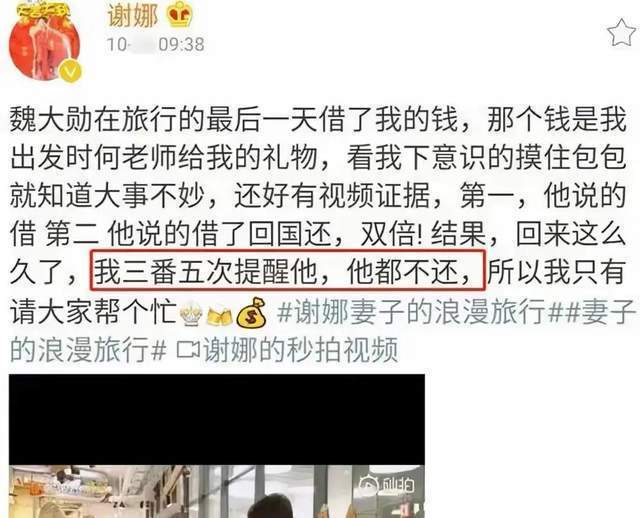 谢娜
10- 09:38
魏大勋在旅行的最后一天借了我的钱，那个钱是我
出发时何老师给我的礼物，看我下意识的摸住包包
就知道大事不妙，还好有视频证据，第一，他说的
借 第二 他说的借了回国还，双倍! 结果，回来这么
久了，我三番五次提醒他，他都不还，所以我只有
请大家帮个忙 #谢娜妻子的浪漫旅行##妻子
的浪漫旅行# 谢娜的秒拍视频
秒拍